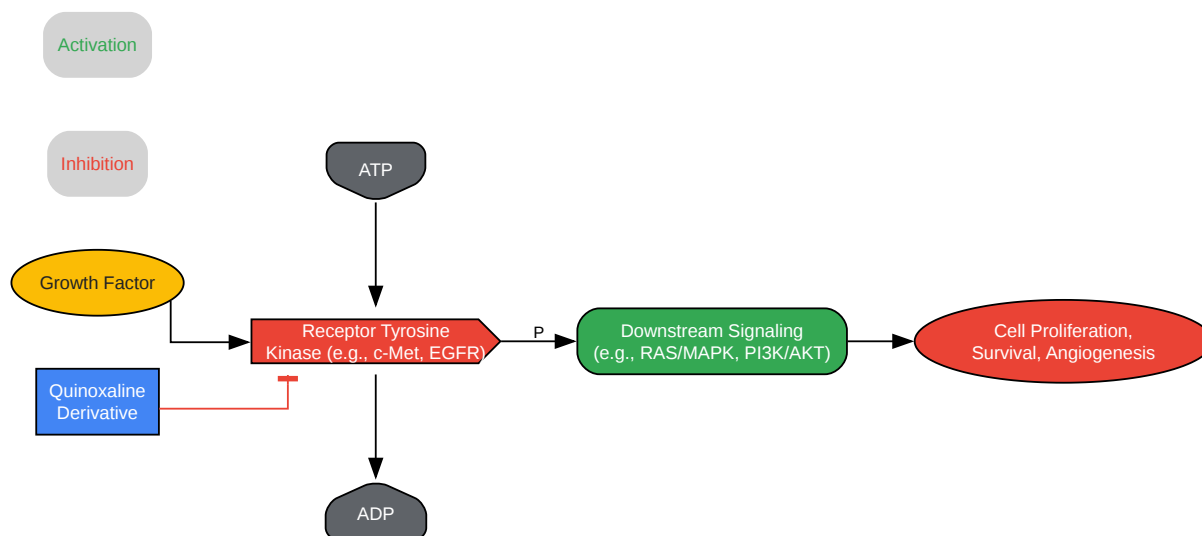 Activation
Inhibition
ATP
Growth Factor
Receptor Tyrosine
Kinase (e.g., c-Met, EGFR)
P
Downstream Signaling
(e.g., RAS/MAPK, PI3K/AKT)
Cell Proliferation,
Survival, Angiogenesis
Quinoxaline
Derivative
ADP